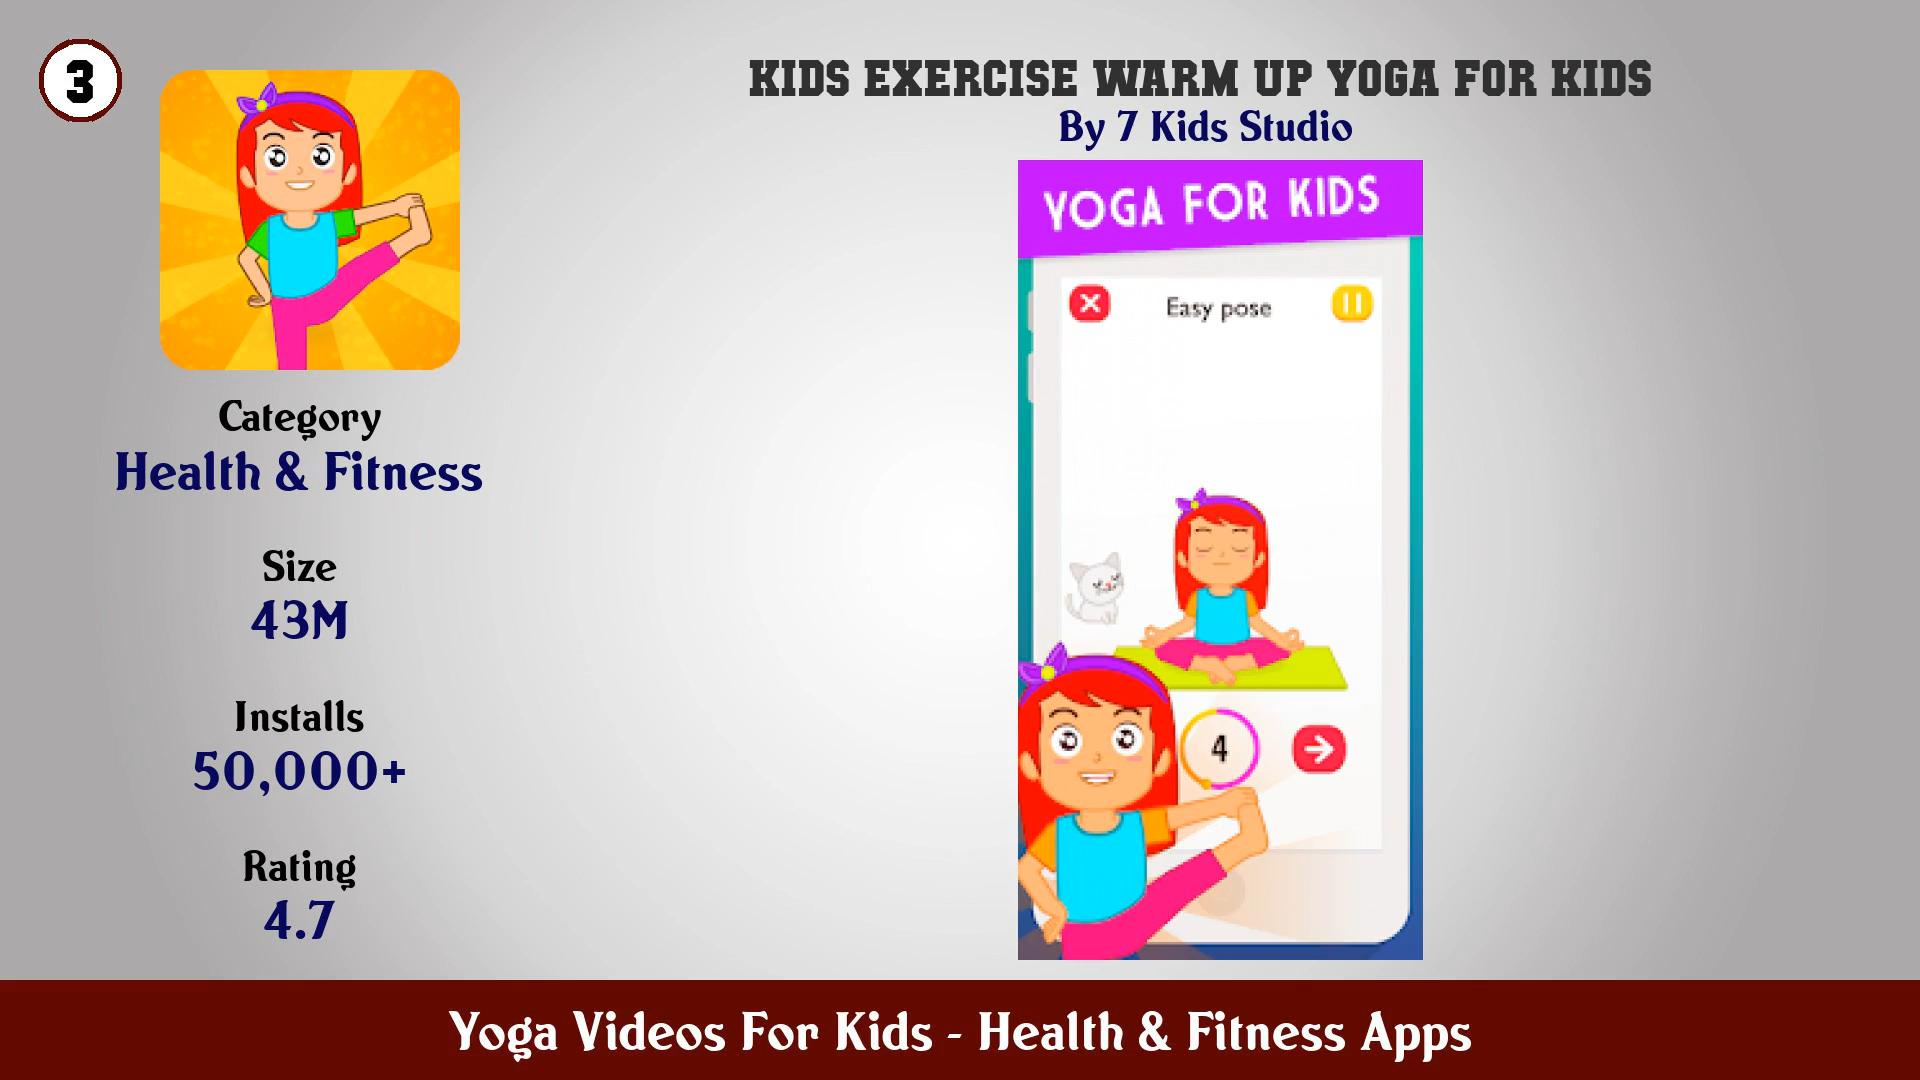 3
KIDS EXERCISE WARM UP YOGA FOR KIDS
By 7 Kids Studio
Category
Health & Fitness
Size
43M
Installs
50,000+
Rating
4.7
YOGA FOR KIDS
Easy pose
4
Yoga Videos For Kids - Health & Fitness Apps